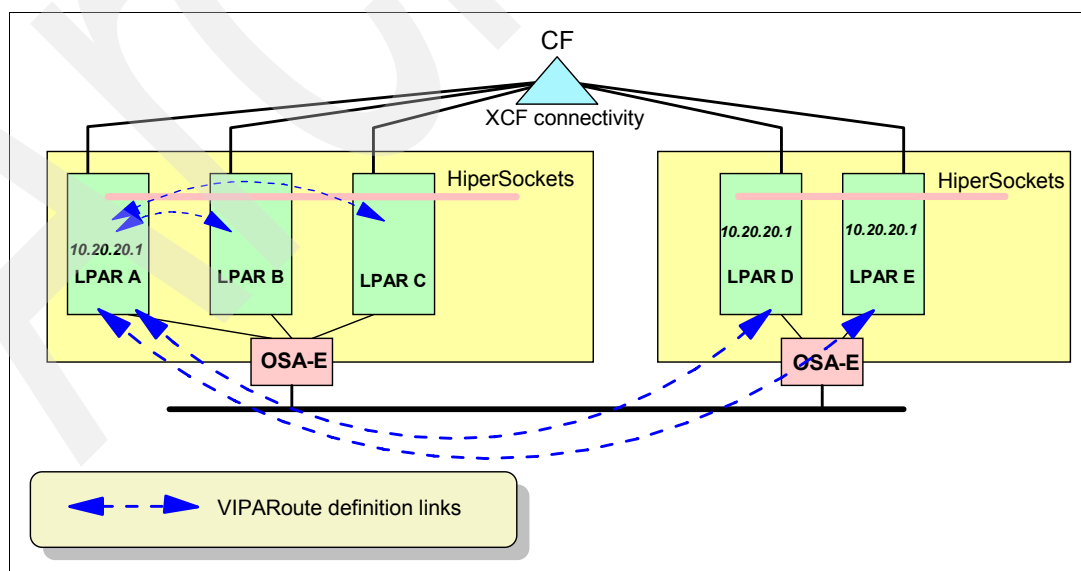 CF
XCF connectivity
HiperSockets
HiperSockets
10.20.20.1
LPAR A
LPAR B
LPAR C
10.20.20.1
LPAR D
10.20.20.1
LPAR E
OSA-E
OSA-E
VIPARoute definition links